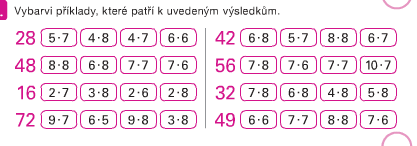 Vybarvi příklady, které patří k uvedeným výsledkům.
28 5·7 4·8 4·7 6·6 42 6·8 5·7 8·8 6·7
48 8·8 6·8 7·7 7·6 56 7·8 7·6 7·7 10·7
16 2·7 3·8 2·6 2·8 32 7·8 6·8 4·8 5·8
72 9·7 6·5 9·8 3·8 49 6·6 7·7 8·8 7·6